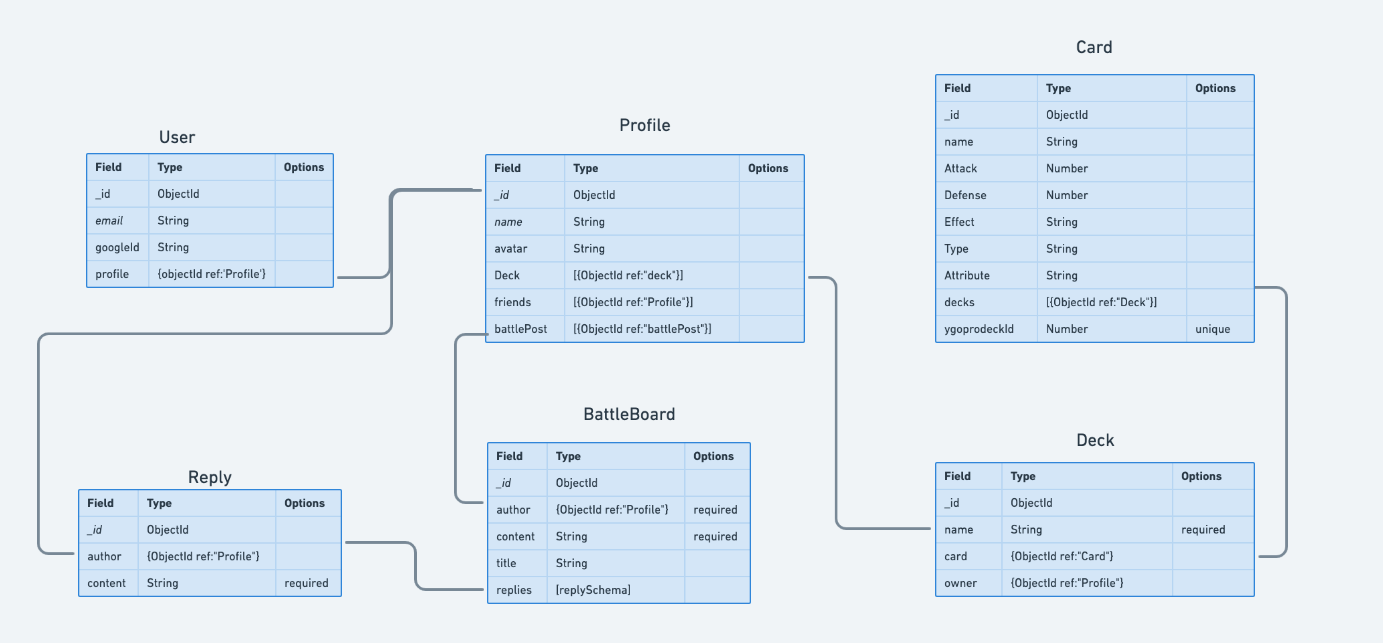 User
Field Type Options
_id ObjectId
email String
googleId String
profile {objectId ref:'Profile'}
Profile
Field Type Options
_id ObjectId
name String
avatar String
Deck [{ObjectId ref:"deck"}]
friends [{ObjectId ref:"Profile"}]
battlePost [{ObjectId ref:"battlePost"}]
Card
Field Type Options
_id ObjectId
name String
Attack Number
Defense Number
Effect String
Type String
Attribute String
decks [{ObjectId ref:"Deck"}]
ygoprodeckId Number unique
Reply
Field Type Options
_id ObjectId
author {ObjectId ref:"Profile"}
content String required
BattleBoard
Field Type Options
_id ObjectId
author {ObjectId ref:"Profile"} required
content String required
title String
replies [replySchema]
Deck
Field Type Options
_id ObjectId
name String required
card {ObjectId ref:"Card"}
owner {ObjectId ref:"Profile"}